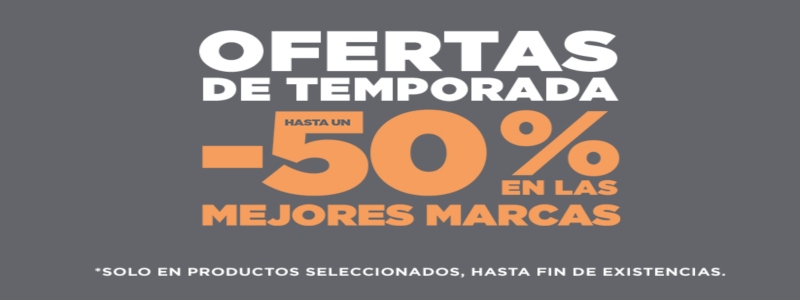 OFERTAS
DE TEMPORADA
HASTA UN
-50%
EN LAS
MEJORES MARCAS
*SOLO EN PRODUCTOS SELECCIONADOS, HASTA FIN DE EXISTENCIAS.